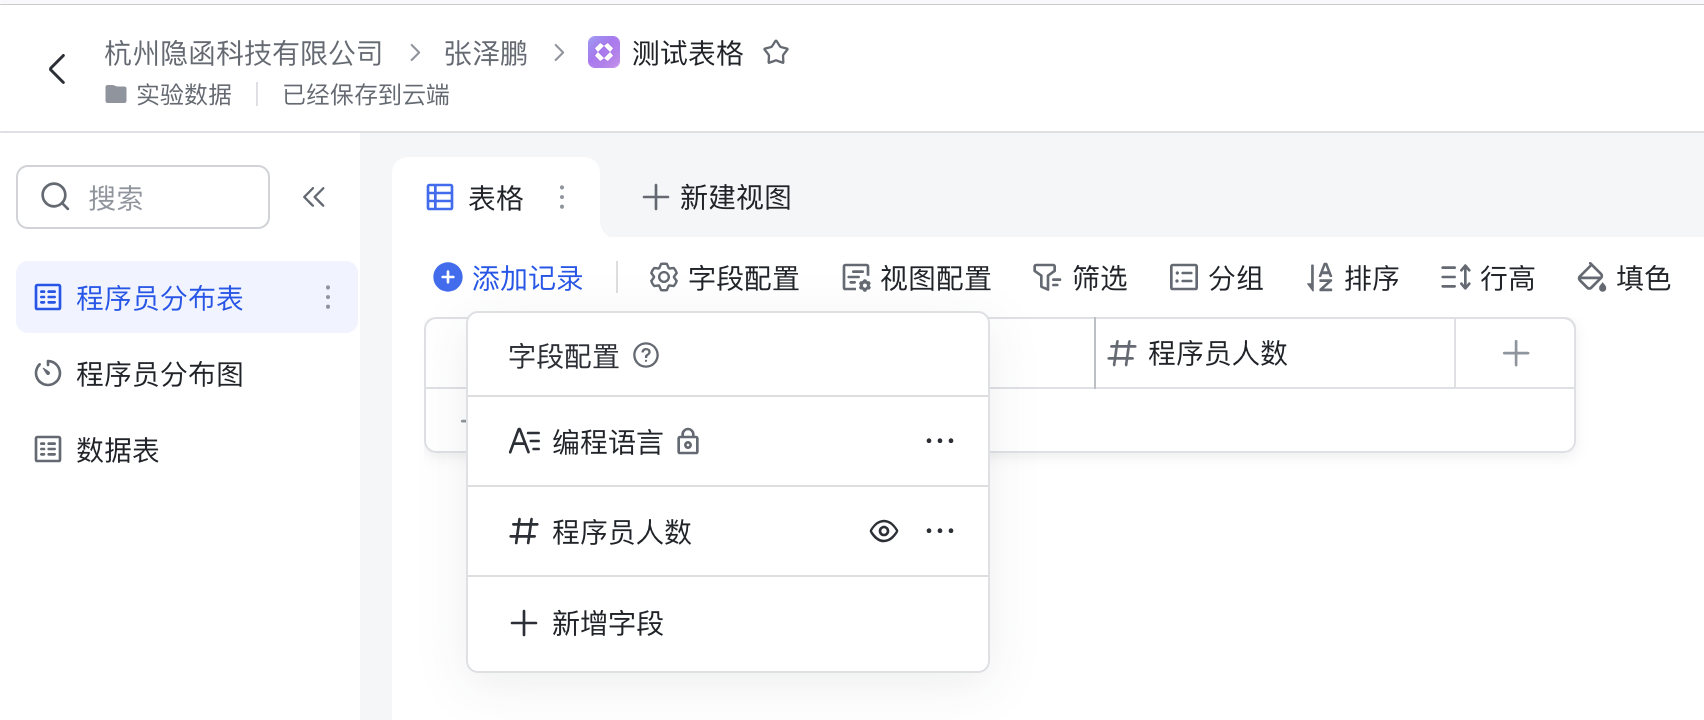 杭州隐函科技有限公司 > 张泽鹏 > 测试表格
实验数据 | 已经保存到云端
搜索
表格
新建视图
添加记录 字段配置 视图配置 筛选 分组 排序 行高 填色
程序员分布表
程序员分布图
数据表
程序员人数
字段配置
编程语言
程序员人数
新增字段